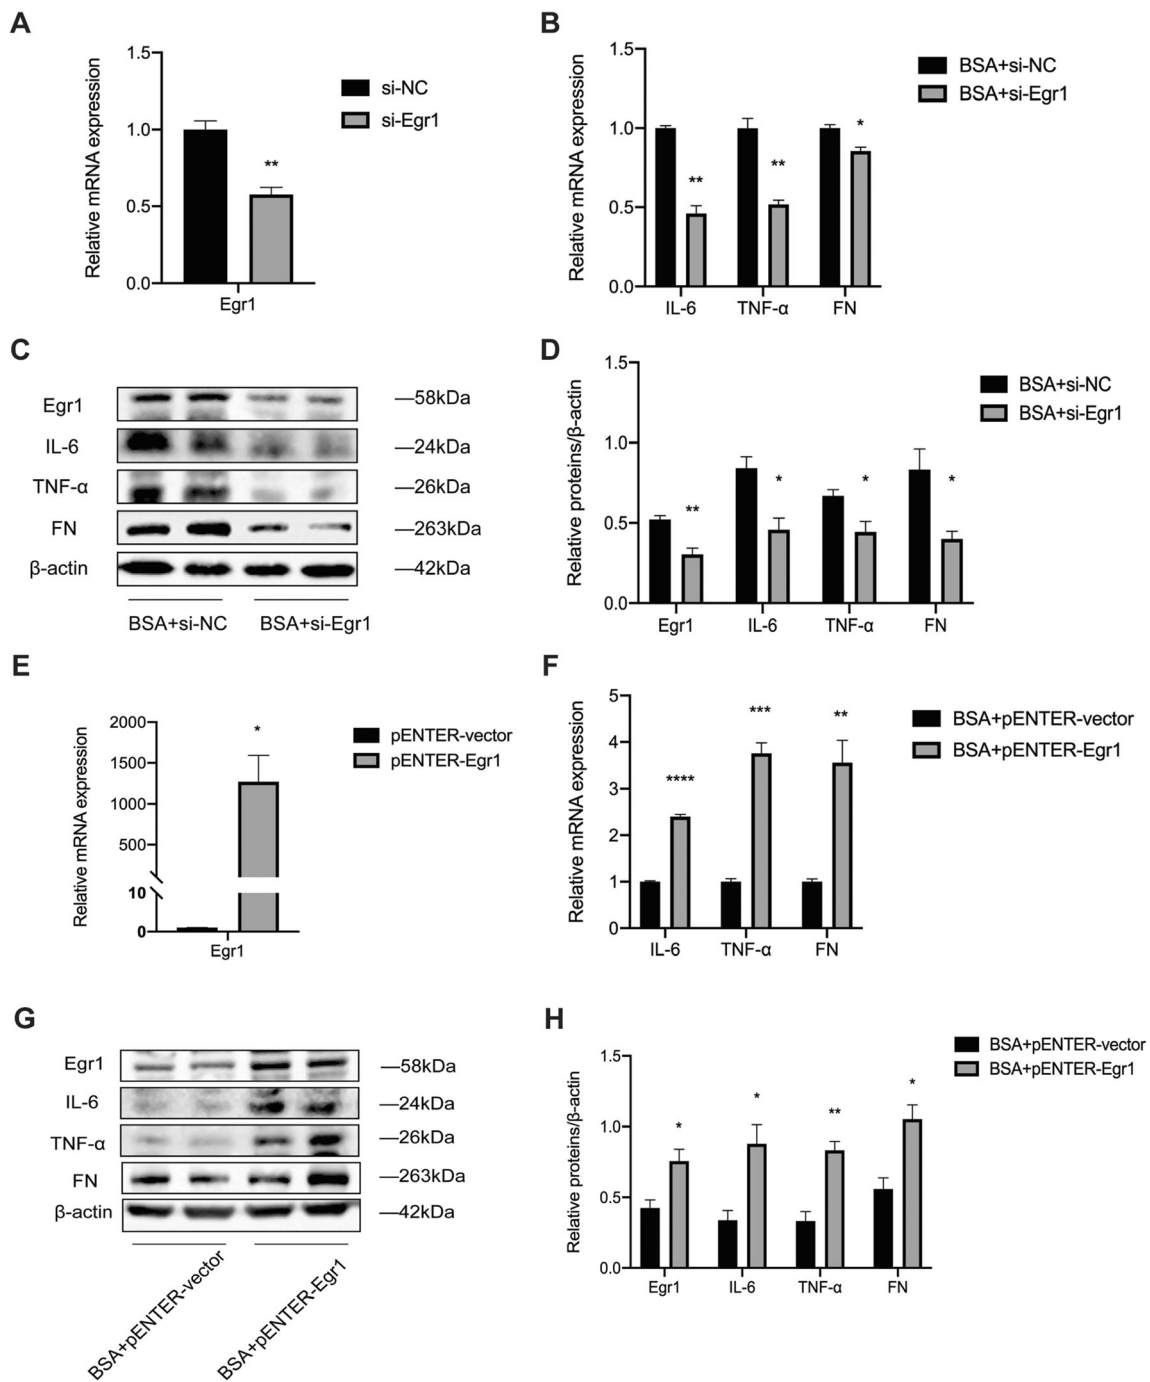 A
Relative mRNA expression
1.5
1.0
0.5
0.0
**
Egr1
si-NC
si-Egr1
B
Relative mRNA expression
1.5
1.0
0.5
0.0
**
**
*
IL-6 TNF-α FN
BSA+si-NC
BSA+si-Egr1
C
Egr1 —58kDa
IL-6 —24kDa
TNF-α —26kDa
FN —263kDa
β-actin —42kDa
BSA+si-NC BSA+si-Egr1
D
Relative proteins/β-actin
1.5
1.0
0.5
0.0
**
*
*
*
Egr1 IL-6 TNF-α FN
BSA+si-NC
BSA+si-Egr1
E
Relative mRNA expression
2000
1500
1000
500
10
0
*
Egr1
pENTER-vector
pENTER-Egr1
F
Relative mRNA expression
5
4
3
2
1
0
****
***
**
IL-6 TNF-α FN
BSA+pENTER-vector
BSA+pENTER-Egr1
G
Egr1 —58kDa
IL-6 —24kDa
TNF-α —26kDa
FN —263kDa
β-actin —42kDa
BSA+pENTER-vector
BSA+pENTER-Egr1
H
Relative proteins/β-actin
1.5
1.0
0.5
0.0
*
*
**
*
Egr1 IL-6 TNF-α FN
BSA+pENTER-vector
BSA+pENTER-Egr1